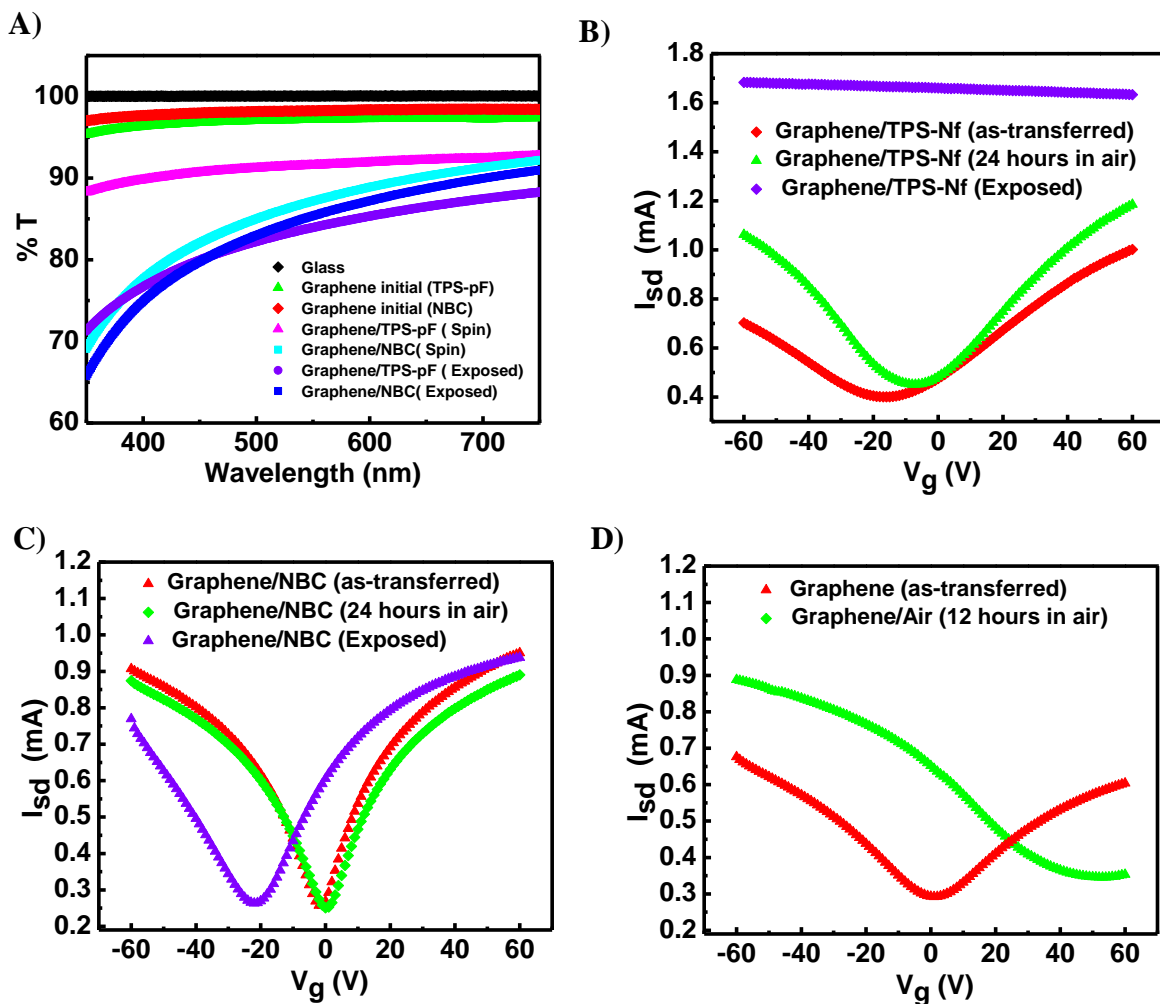 A)
% T
100
90
80
70
60
Glass
Graphene initial (TPS-pF)
Graphene initial (NBC)
Graphene/TPS-pF ( Spin)
Graphene/NBC( Spin)
Graphene/TPS-pF ( Exposed)
Graphene/NBC( Exposed)
400 500 600 700
Wavelength (nm)
B)
Isd (mA)
1.8
1.6
1.4
1.2
1.0
0.8
0.6
0.4
Graphene/TPS-Nf (as-transferred)
Graphene/TPS-Nf (24 hours in air)
Graphene/TPS-Nf (Exposed)
-60 -40 -20 0 20 40 60
Vg (V)
C)
Isd (mA)
1.2
1.1
1.0
0.9
0.8
0.7
0.6
0.5
0.4
0.3
0.2
Graphene/NBC (as-transferred)
Graphene/NBC (24 hours in air)
Graphene/NBC (Exposed)
-60 -40 -20 0 20 40 60
Vg (V)
D)
Isd (mA)
1.2
1.1
1.0
0.9
0.8
0.7
0.6
0.5
0.4
0.3
0.2
Graphene (as-transferred)
Graphene/Air (12 hours in air)
-60 -40 -20 0 20 40 60
Vg (V)